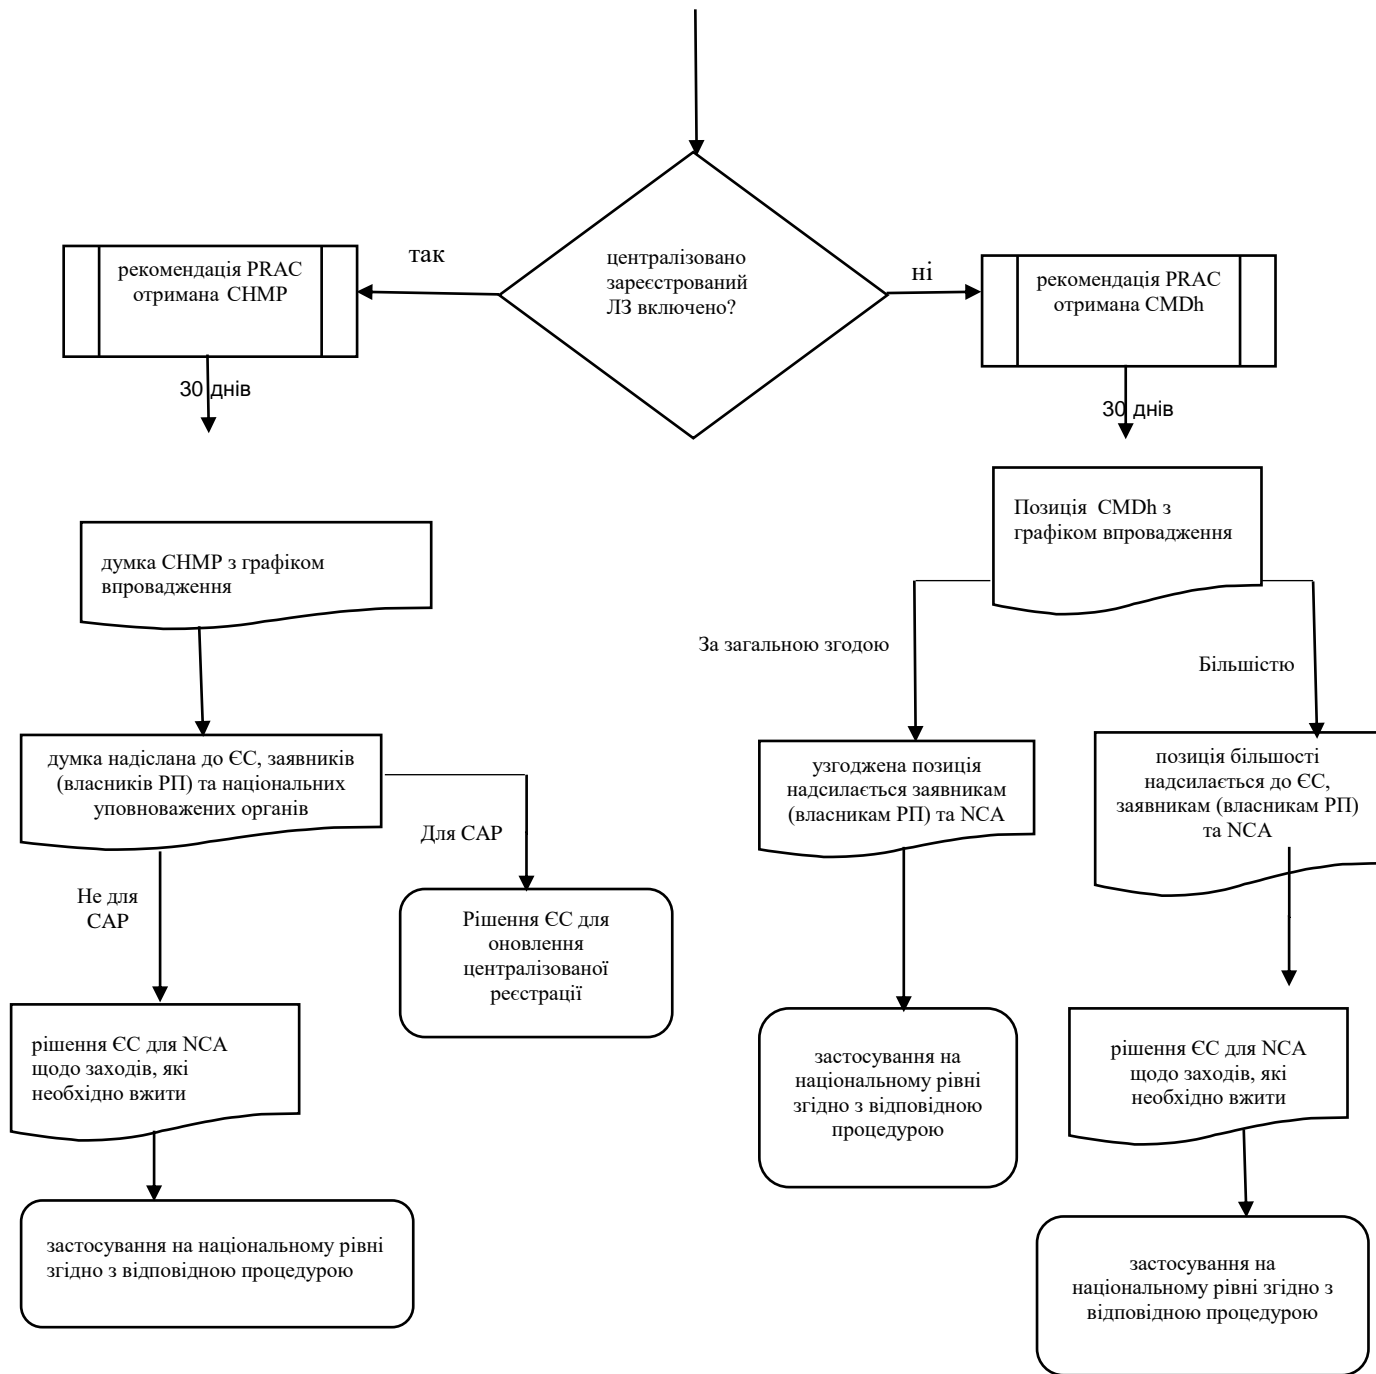 так
централізовано
зареєстрований
ЛЗ включено?
ні
рекомендація PRAC
отримана CHMP
рекомендація PRAC
отримана CMDh
30 днів
30 днів
думка CHMP з графіком
впровадження
Позиція  CMDh з
графіком впровадження
За загальною згодою
Більшістю
думка надіслана до ЄС, заявників
(власників РП) та національних
уповноважених органів
узгоджена позиція
надсилається заявникам
(власникам РП) та NCA
позиція більшості
надсилається до ЄС,
заявникам (власникам РП)
та NCA
Для CAP
Не для
CAP
Рішення ЄС для
оновлення
централізованої
реєстрації
рішення ЄС для NCA
щодо заходів, які
необхідно вжити
застосування на
національному рівні
згідно з відповідною
процедурою
рішення ЄС для NCA
щодо заходів, які
необхідно вжити
застосування на національному рівні
згідно з відповідною процедурою
застосування на
національному рівні згідно з
відповідною процедурою